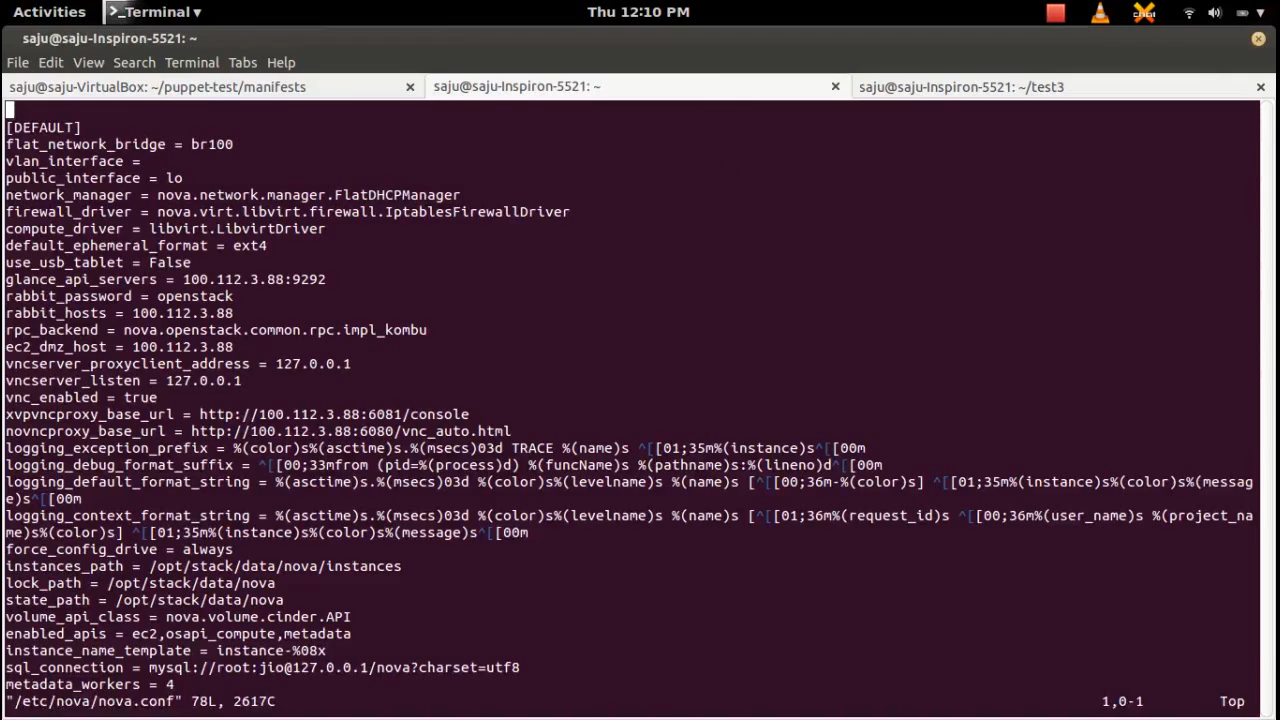 Activities
>_Terminal
Thu 12:10 PM
saju@saju-Inspiron-5521: ~
File Edit View Search Terminal Tabs Help
saju@saju-VirtualBox: ~/puppet-test/manifests
saju@saju-Inspiron-5521: ~
saju@saju-Inspiron-5521: ~/test3
[DEFAULT]
flat_network_bridge = br100
vlan_interface =
public_interface = lo
network_manager = nova.network.manager.FlatDHCPManager
firewall_driver = nova.virt.libvirt.firewall.IptablesFirewallDriver
compute_driver = libvirt.LibvirtDriver
default_ephemeral_format = ext4
use_usb_tablet = False
glance_api_servers = 100.112.3.88:9292
rabbit_password = openstack
rabbit_hosts = 100.112.3.88
rpc_backend = nova.openstack.common.rpc.impl_kombu
ec2_dmz_host = 100.112.3.88
vncserver_proxyclient_address = 127.0.0.1
vncserver_listen = 127.0.0.1
vnc_enabled = true
xvpvncproxy_base_url = http://100.112.3.88:6081/console
novncproxy_base_url = http://100.112.3.88:6080/vnc_auto.html
logging_exception_prefix = %(color)s%(asctime)s.%(msecs)03d TRACE %(name)s ^[[01;35m%(instance)s^[[00m
logging_debug_format_suffix = ^[[00;33mfrom (pid=%(process)d) %(funcName)s %(pathname)s:%(lineno)d^[[00m
logging_default_format_string = %(asctime)s.%(msecs)03d %(color)s%(levelname)s %(name)s [^[[00;36m-%(color)s] ^[[01;35m%(instance)s%(color)s%(messag
e)s^[[00m
logging_context_format_string = %(asctime)s.%(msecs)03d %(color)s%(levelname)s %(name)s [^[[01;36m%(request_id)s ^[[00;36m%(user_name)s %(project_na
me)s%(color)s] ^[[01;35m%(instance)s%(color)s%(message)s^[[00m
force_config_drive = always
instances_path = /opt/stack/data/nova/instances
lock_path = /opt/stack/data/nova
state_path = /opt/stack/data/nova
volume_api_class = nova.volume.cinder.API
enabled_apis = ec2,osapi_compute,metadata
instance_name_template = instance-%08x
sql_connection = mysql://root:jio@127.0.0.1/nova?charset=utf8
metadata_workers = 4
"/etc/nova/nova.conf" 78L, 2617C
1,0-1
Top